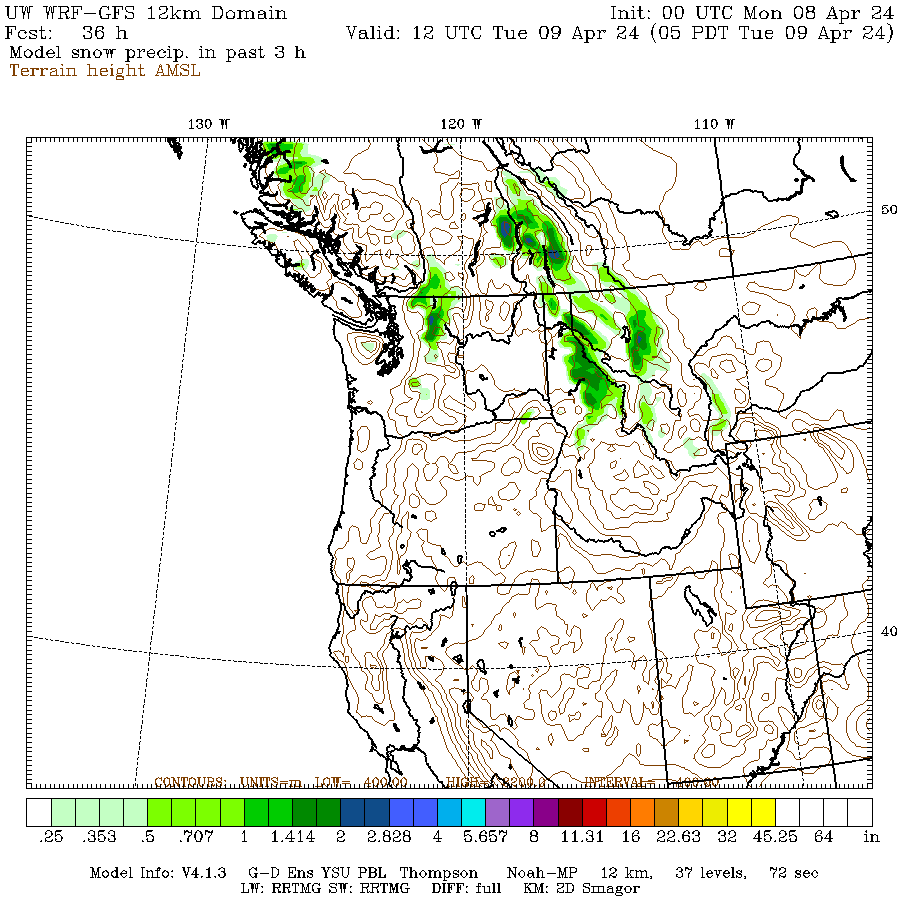 UW WRF-GFS 12km Domain Init: 00 UTC Mon 08 Apr 24
Fcst: 36 h Valid: 12 UTC Tue 09 Apr 24 (05 PDT Tue 09 Apr 24)
Model snow precip. in past 3 h
Terrain height AMSL
130 W 120 W 110 W
50
40
CONTOURS: UNITS=m LOW= 400.00 HIGH= 3200.0 INTERVAL= 400.00
.25 .353 .5 .707 1 1.414 2 2.828 4 5.657 8 11.31 16 22.63 32 45.25 64 in
Model Info: V4.1.3 G-D Ens YSU PBL Thompson Noah-MP 12 km, 37 levels, 72 sec
LW: RRTMG SW: RRTMG DIFF: full KM: 2D Smagor